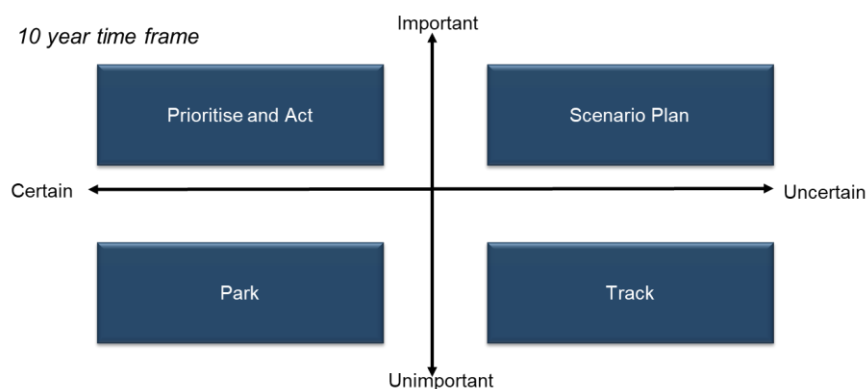 10 year time frame
Important
Prioritise and Act
Scenario Plan
Certain
Uncertain
Park
Track
Unimportant